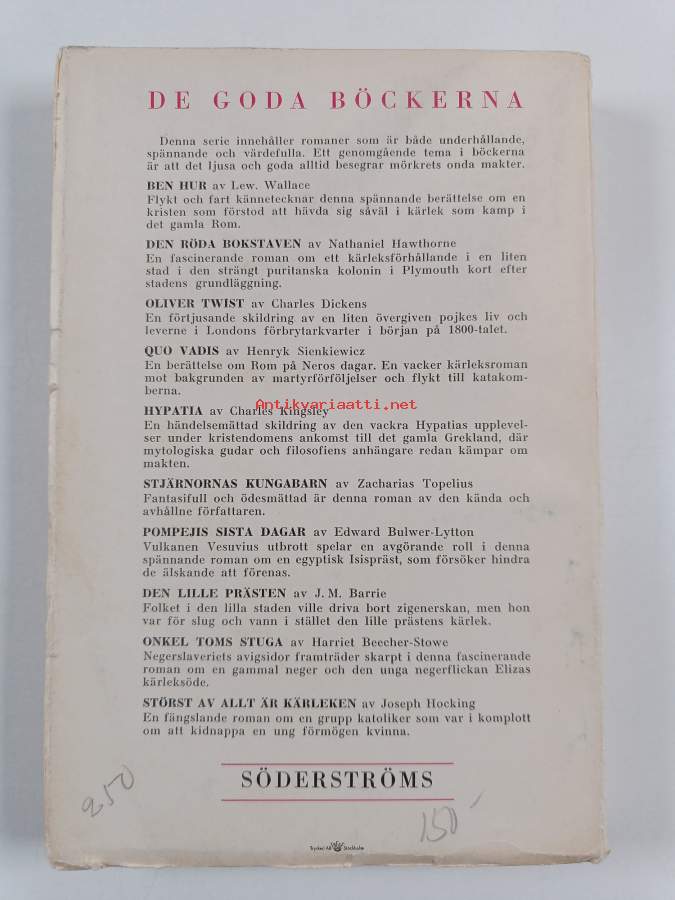 DE GODA BÖCKERNA
Denna serie innehåller romaner som är både underhållande,
spännande och värdefulla. Ett genomgående tema i böckerna
är att det ljusa och goda alltid besegrar mörkrets onda makter.
BEN HUR av Lew. Wallace
Flykt och fart kännetecknar denna spännande berättelse om en
kristen som förstod att hävda sig såväl i kärlek som kamp i
det gamla Rom.
DEN RÖDA BOKSTAVEN av Nathaniel Hawthorne
En fascinerande roman om ett kärleksförhållande i en liten
stad i den strängt puritanska kolonin i Plymouth kort efter
stadens grundläggning.
OLIVER TWIST av Charles Dickens
En förtjusande skildring av en liten övergiven pojkes liv och
leverne i Londons förbrytarkvarter i början på 1800-talet.
QUO VADIS av Henryk Sienkiewicz
En berättelse om Rom på Neros dagar. En vacker kärleksroman
mot bakgrunden av martyrförföljelser och flykt till katakom-
berna.
Antikvariaatti.net
HYPATIA av Charles Kingsley
En händelsemättad skildring av den vackra Hypatias upplevel-
ser under kristendomens ankomst till det gamla Grekland, där
mytologiska gudar och filosofiens anhängare redan kämpar om
makten.
STJÄRNORNAS KUNGABARN av Zacharias Topelius
Fantasifull och ödesmättad är denna roman av den kända och
avhållne författaren.
POMPEJIS SISTA DAGAR av Edward Bulwer-Lytton
Vulkanen Vesuvius utbrott spelar en avgörande roll i denna
spännande roman om en egyptisk Isispräst, som försöker hindra
de älskande att förenas.
DEN LILLE PRÄSTEN av J. M. Barrie
Folket i den lilla staden ville driva bort zigenerskan, men hon
var för slug och vann i stället den lille prästens kärlek.
ONKEL TOMS STUGA av Harriet Beecher-Stowe
Negerslaveriets avigsidor framträder skarpt i denna fascinerande
roman om en gammal neger och den unga negerflickan Elizas
kärleksöde.
STÖRST AV ALLT ÄR KÄRLEKEN av Joseph Hocking
En fängslande roman om en grupp katoliker som var i komplott
om att kidnappa en ung förmögen kvinna.
SÖDERSTRÖMS
250
150-
Tryckeri AB Stockholm